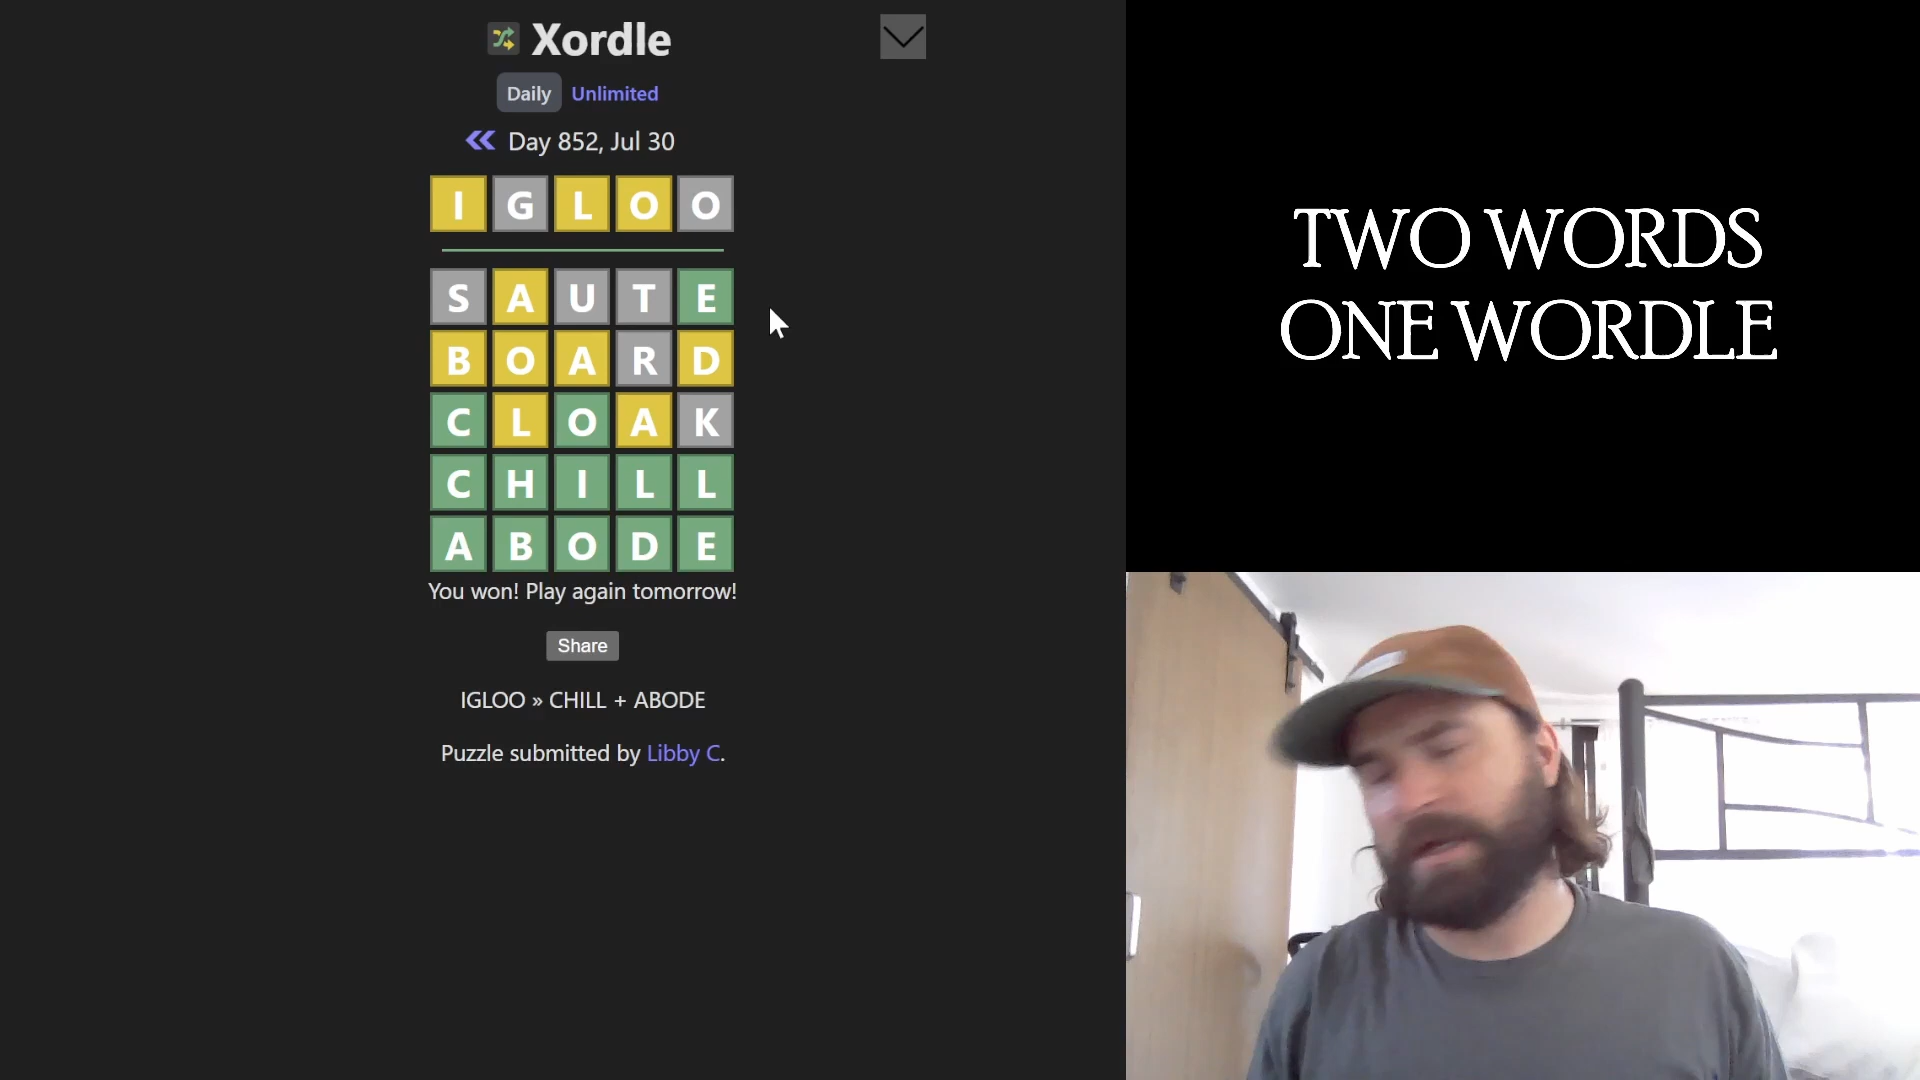 Xordle
Daily Unlimited
Day 852, Jul 30
IGLOO
SAUTE
BOARD
CLOAK
CHILL
ABODE
You won! Play again tomorrow!
Share
IGLOO » CHILL + ABODE
Puzzle submitted by Libby C.
TWO WORDS
ONE WORDLE